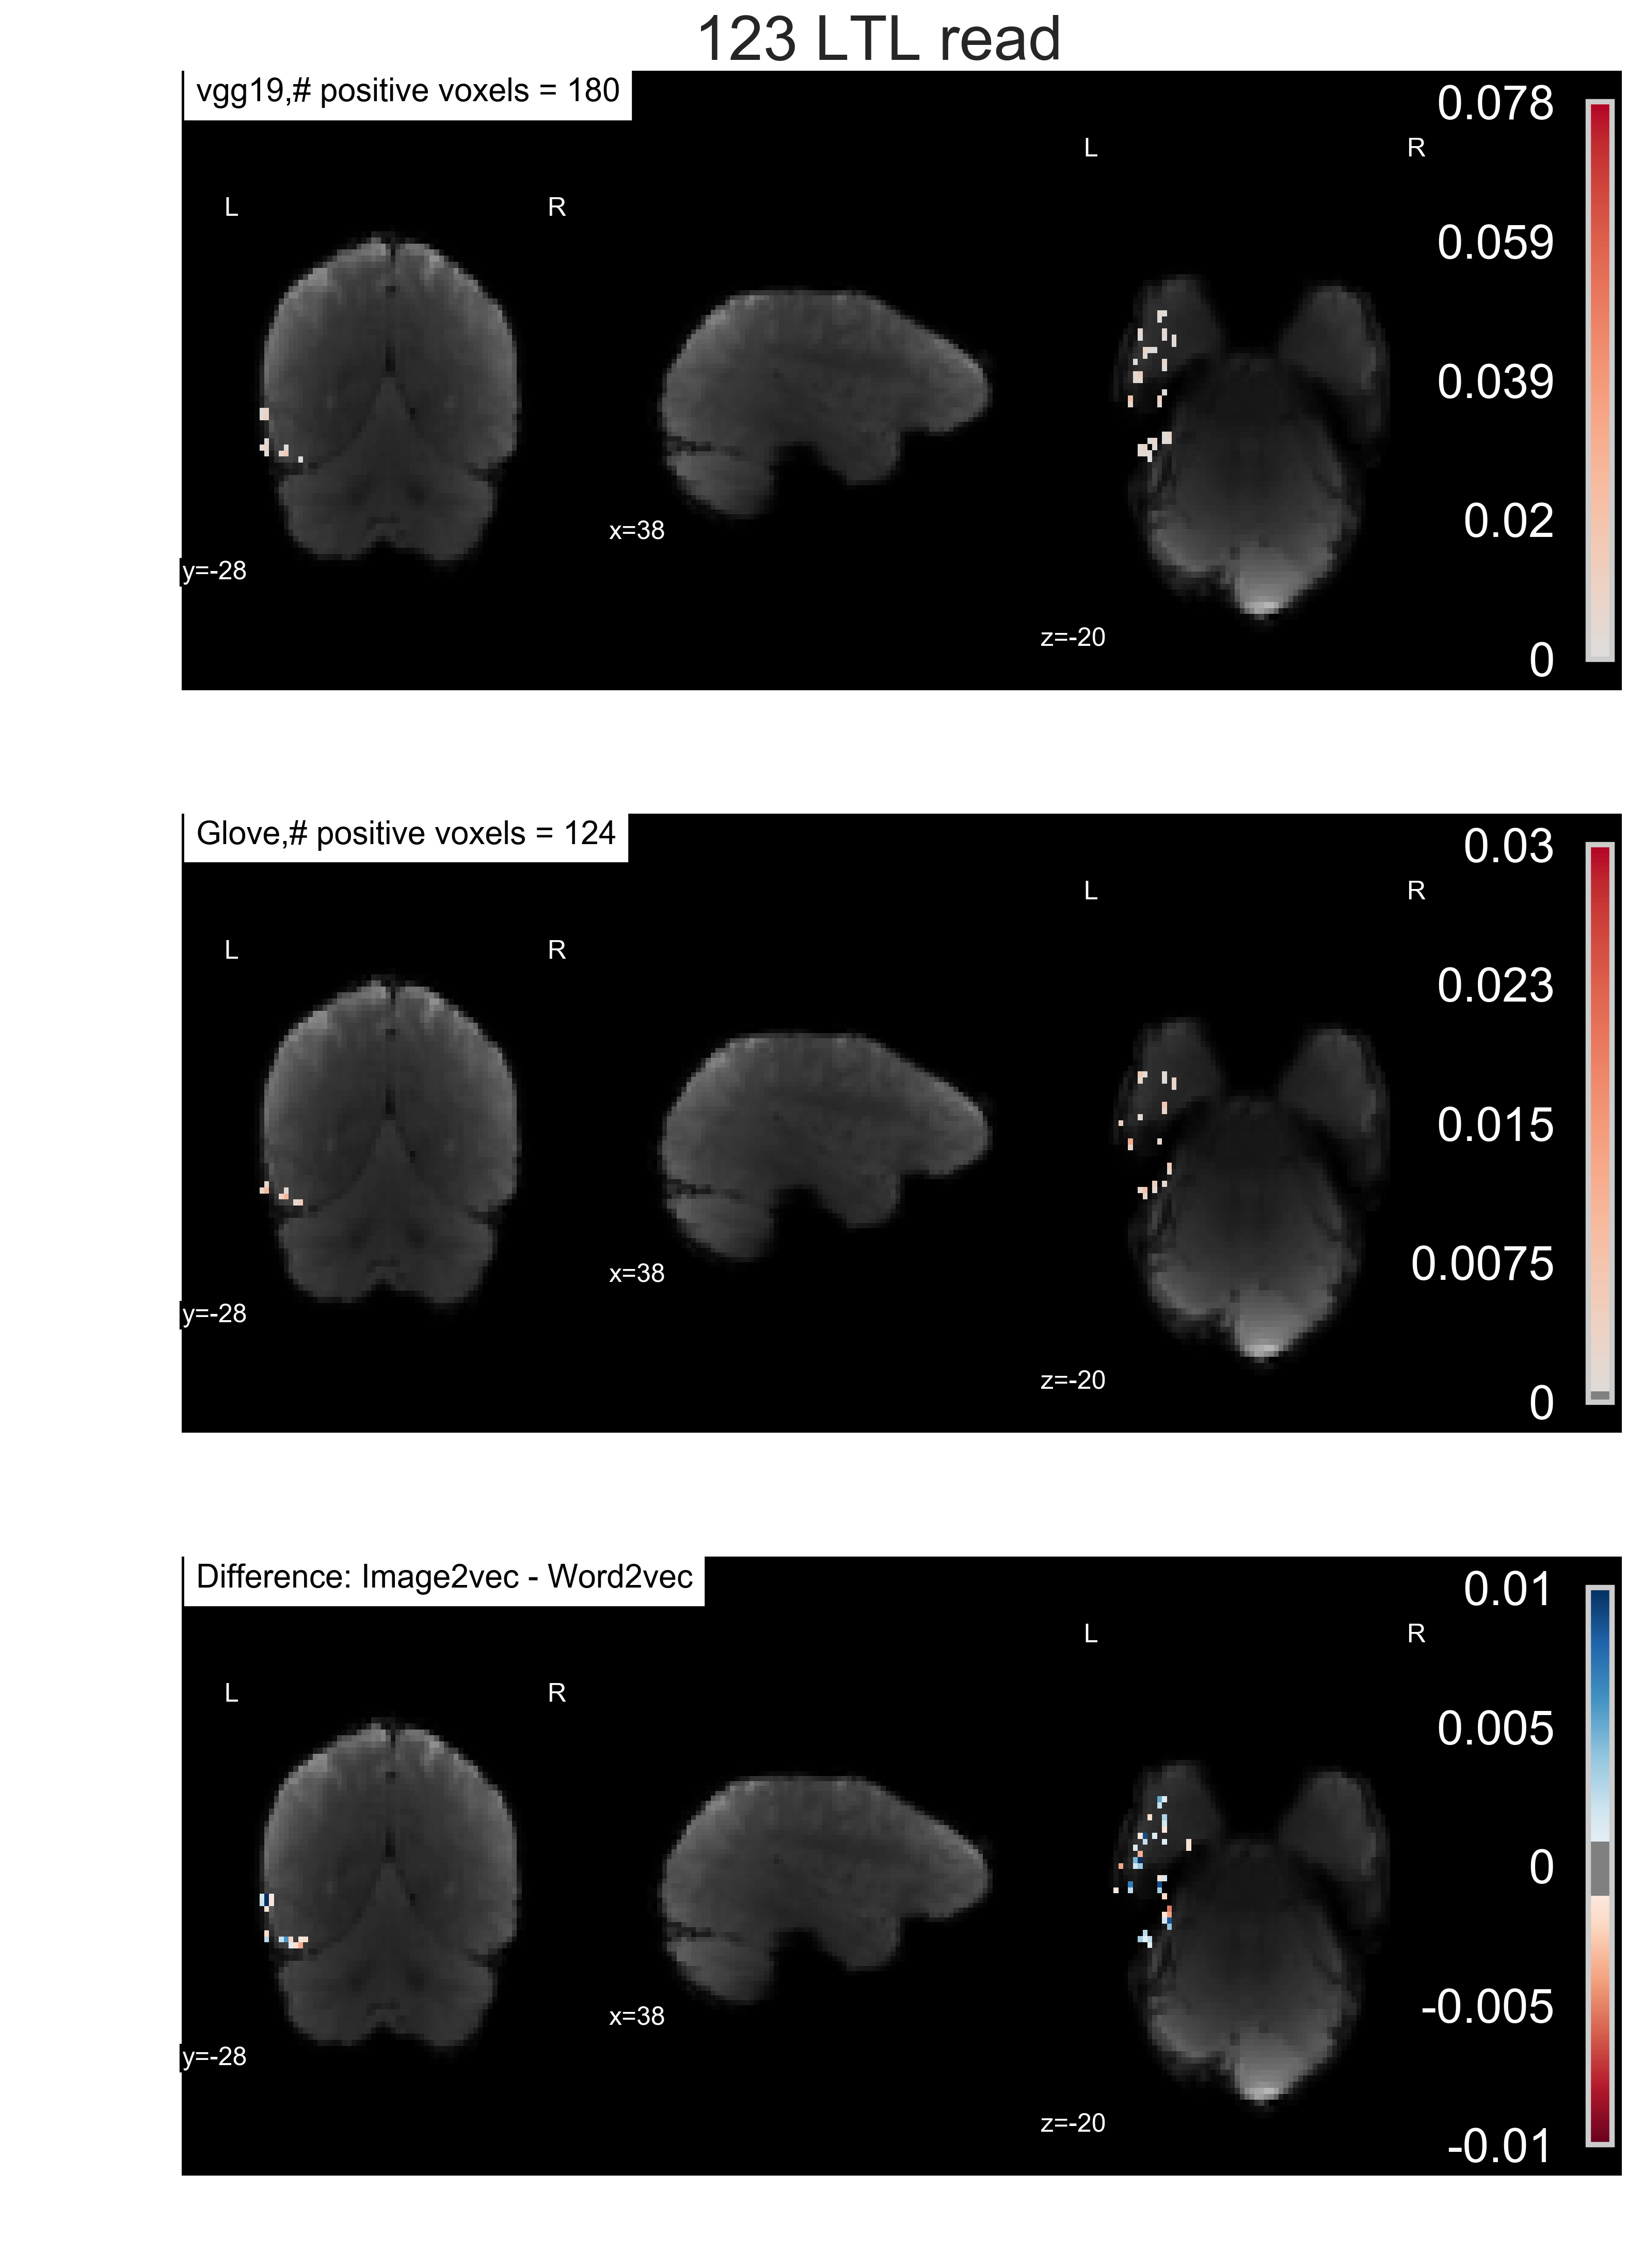 123 LTL read
vgg19,# positive voxels = 180
0.078
L R
0.059
L R
0.039
0.02
x=38
y=-28
z=-20
0
Glove,# positive voxels = 124
0.03
L R
L R
0.023
0.015
0.0075
x=38
y=-28
z=-20
0
Difference: Image2vec - Word2vec
0.01
L R
L R
0.005
0
-0.005
x=38
y=-28
z=-20
-0.01